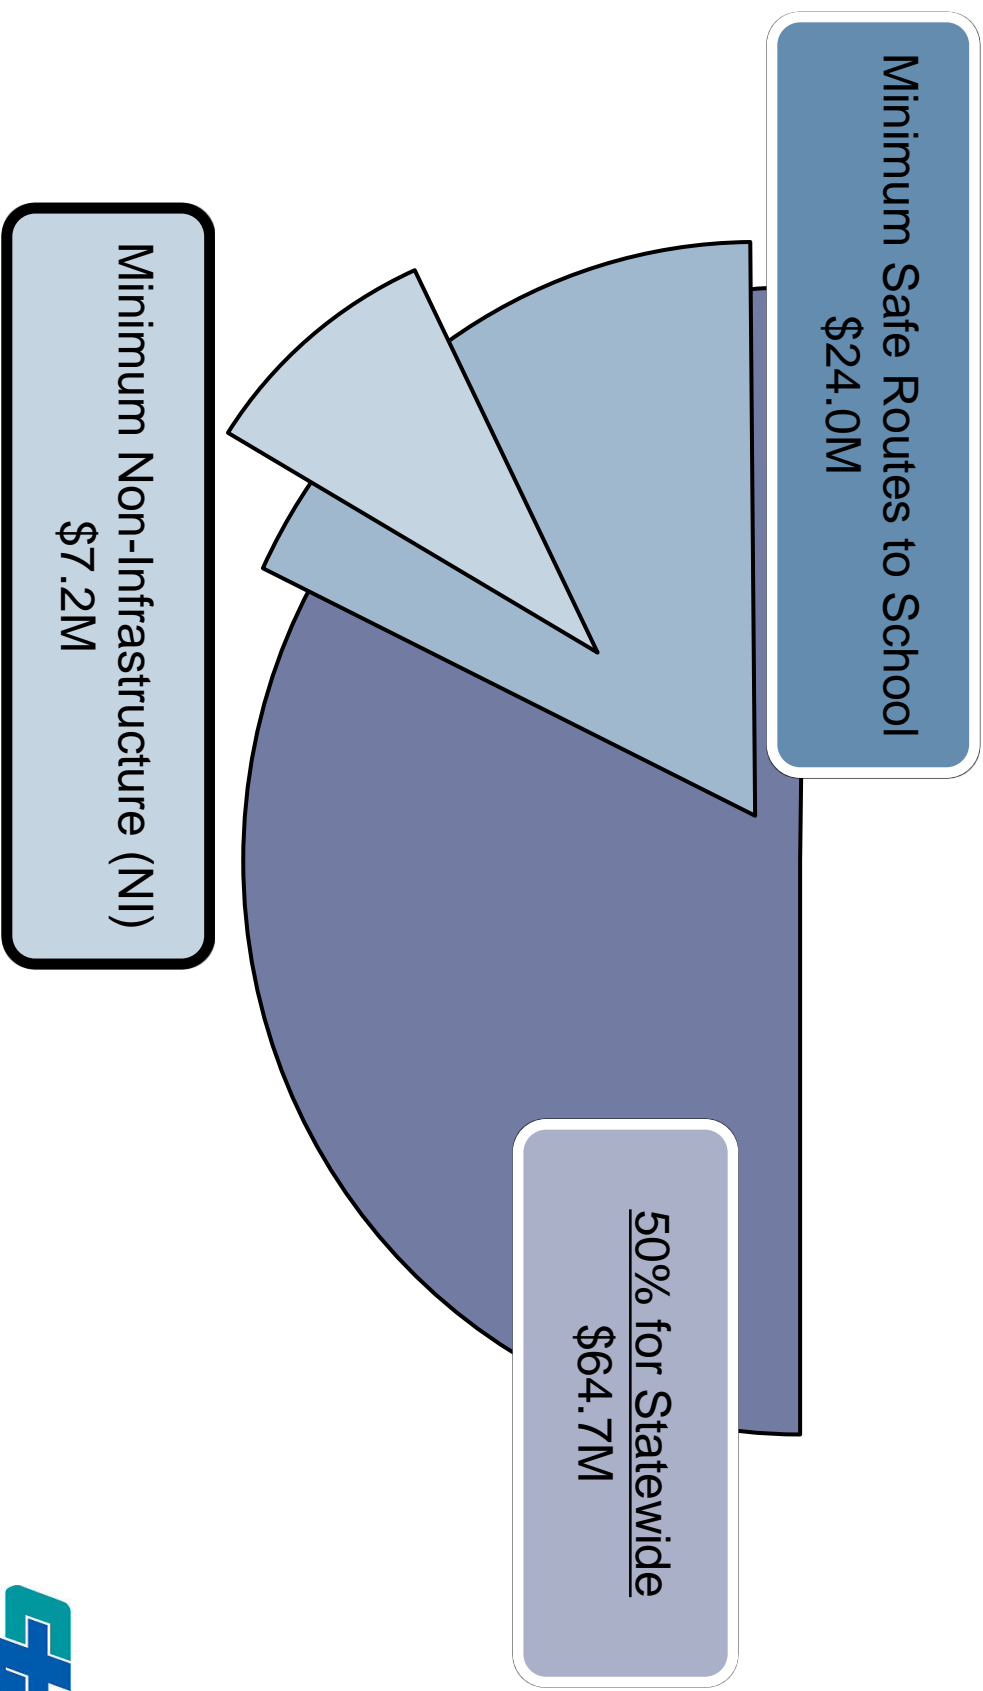 Minimum Safe Routes to School
$24.0M
50% for Statewide
$64.7M
Minimum Non-Infrastructure (NI)
$7.2M